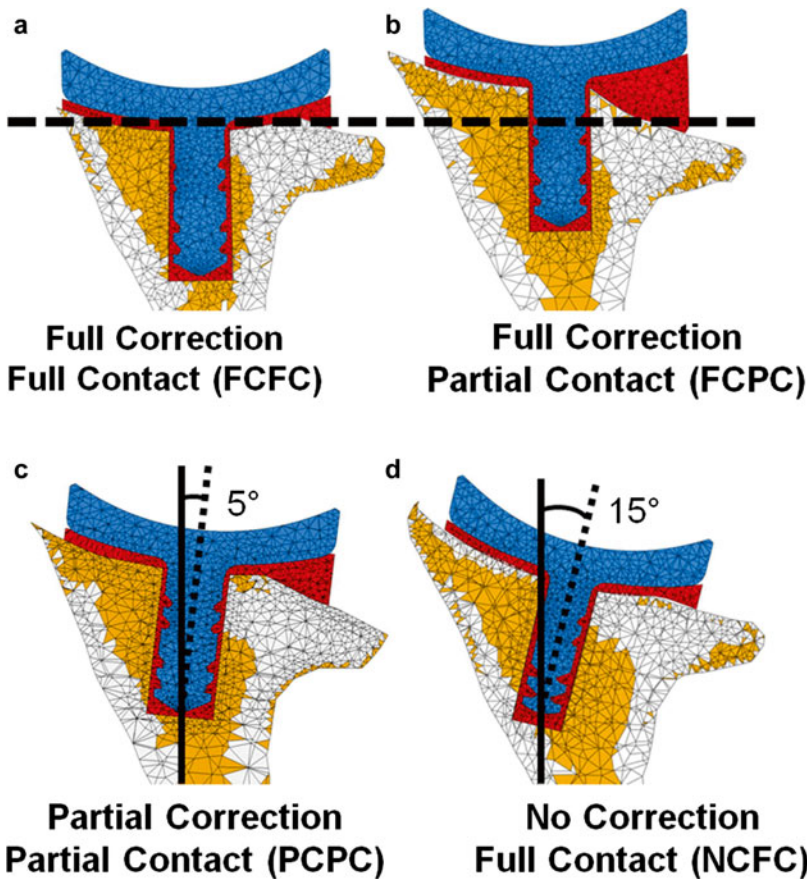 a
b
Full Correction
Full Contact (FCFC)
Full Correction
Partial Contact (FCPC)
c
d
5°
15°
Partial Correction
Partial Contact (PCPC)
No Correction
Full Contact (NCFC)